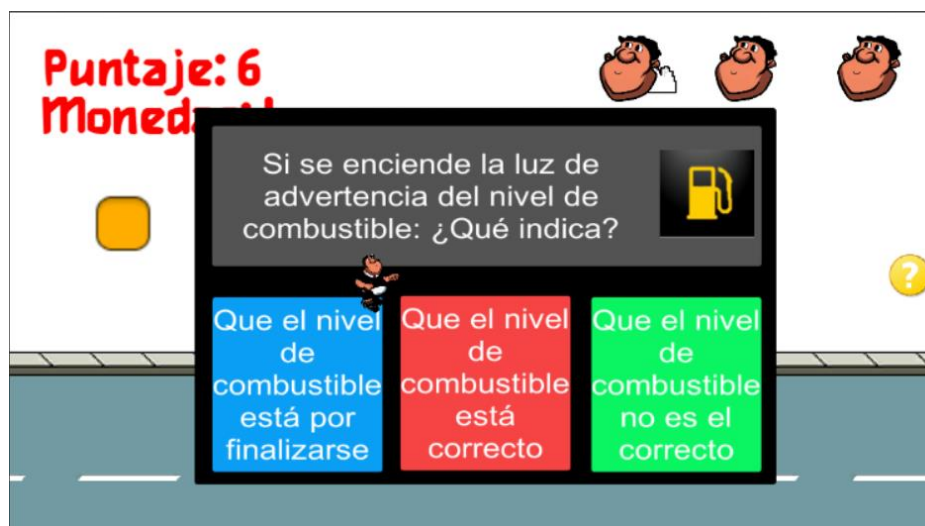 Puntaje: 6
Si se enciende la luz de
advertencia del nivel de
combustible: ¿Qué indica?
?
Que el nivel
de
combustible
está por
finalizarse
Que el nivel
de
combustible
está
correcto
Que el nivel
de
combustible
no es el
correcto